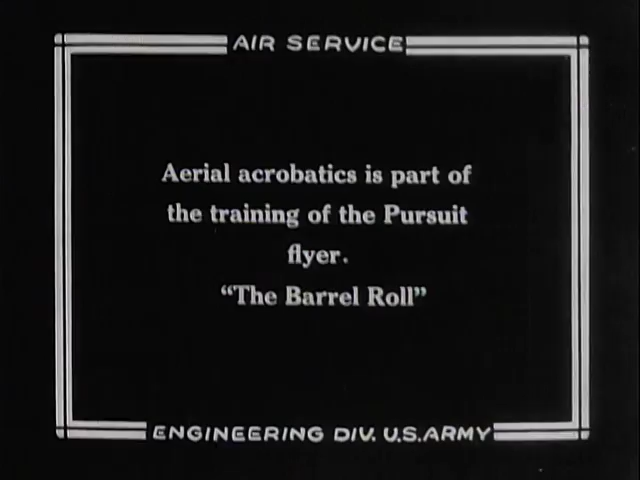 AIR SERVICE
Aerial acrobatics is part of
the training of the Pursuit
flyer.
“The Barrel Roll”
ENGINEERING DIV. U.S.ARMY